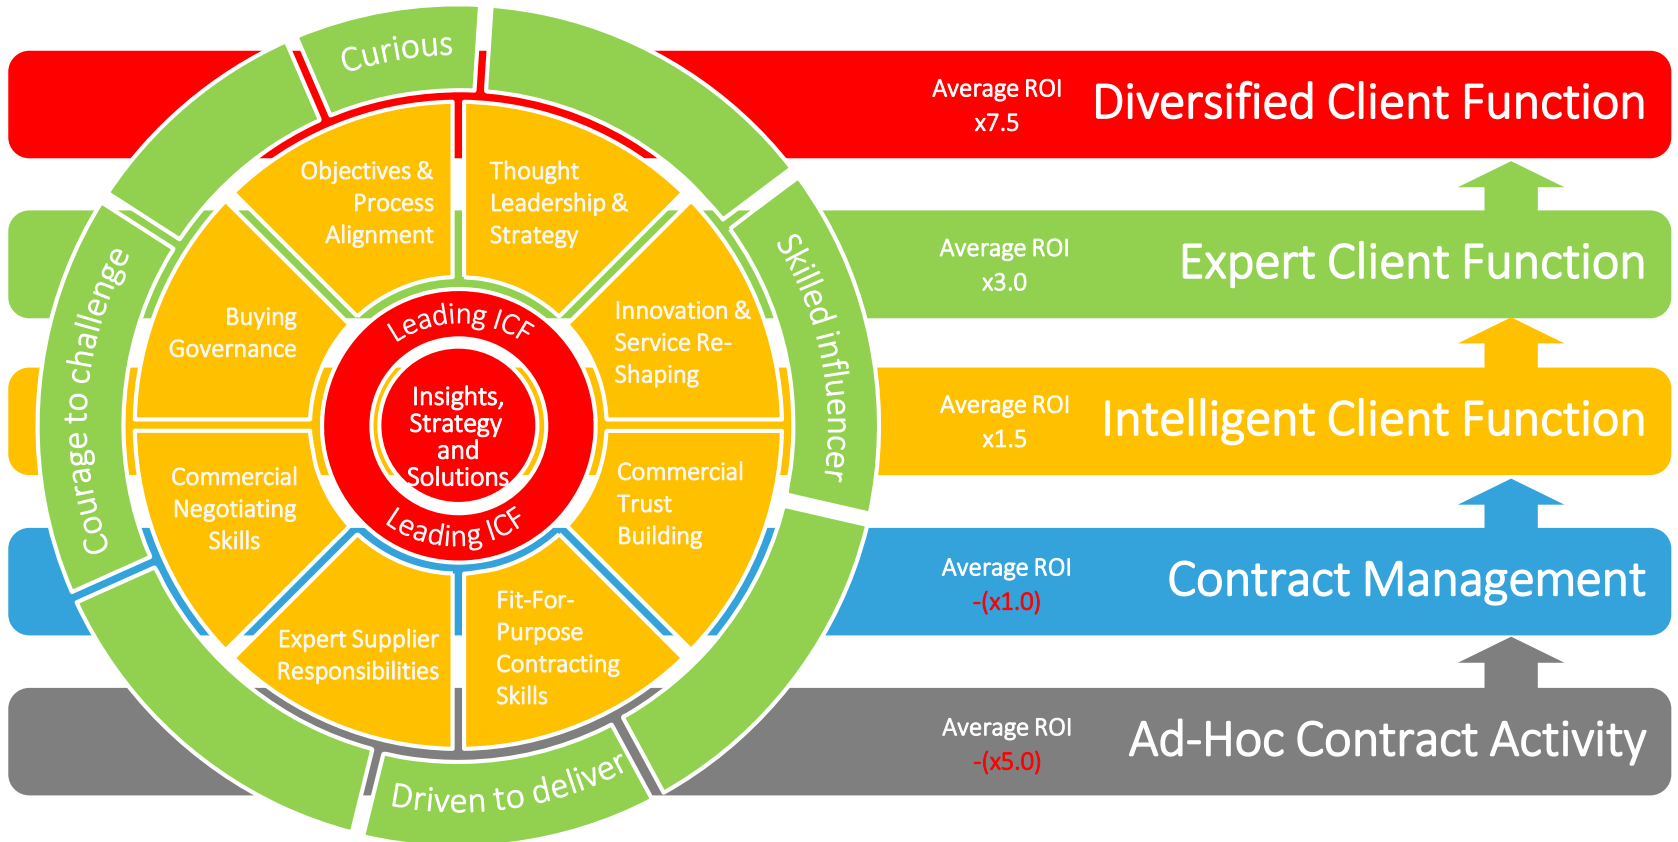 Curious
Skilled influencer
Driven to deliver
Courage to challenge
Objectives &
Process
Alignment
Thought
Leadership &
Strategy
Innovation &
Service Re-
Shaping
Commercial
Trust
Building
Fit-For-
Purpose
Contracting
Skills
Expert Supplier
Responsibilities
Commercial
Negotiating
Skills
Buying
Governance
Leading ICF
Insights,
Strategy
and
Solutions
Leading ICF
Average ROI
x7.5
Diversified Client Function
Average ROI
x3.0
Expert Client Function
Average ROI
x1.5
Intelligent Client Function
Average ROI
-(x1.0)
Contract Management
Average ROI
-(x5.0)
Ad-Hoc Contract Activity